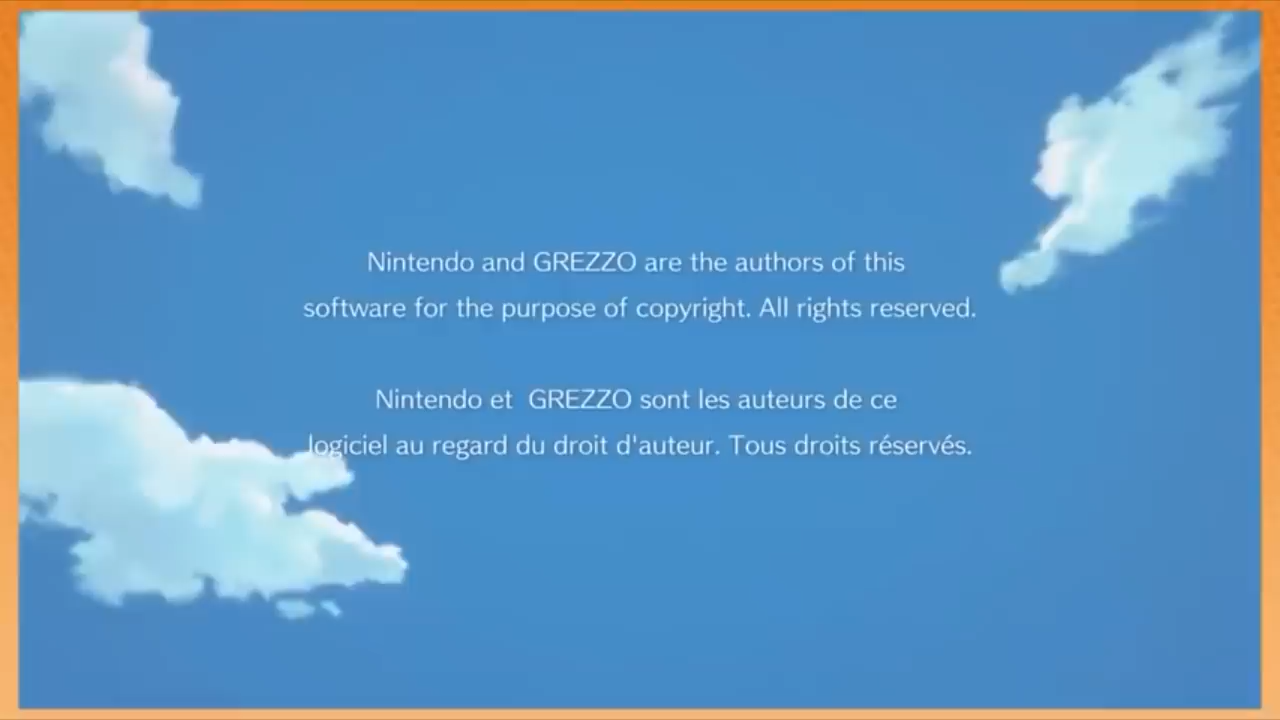 Nintendo and GREZZO are the authors of this
software for the purpose of copyright. All rights reserved.
Nintendo et GREZZO sont les auteurs de ce
logiciel au regard du droit d'auteur. Tous droits réservés.